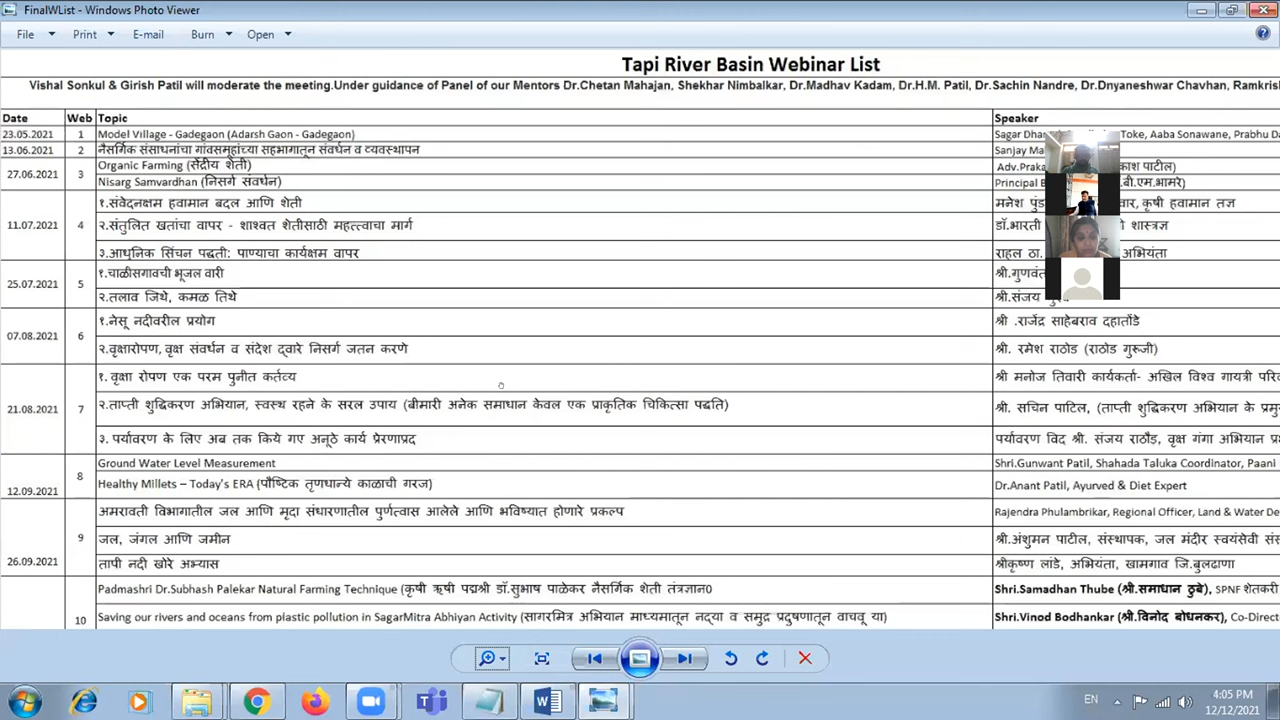 FinalWList - Windows Photo Viewer
File Print E-mail Burn Open
Tapi River Basin Webinar List
Vishal Sonkul & Girish Patil will moderate the meeting.Under guidance of Panel of our Mentors Dr.Chetan Mahajan, Shekhar Nimbalkar, Dr.Madhav Kadam, Dr.H.M. Patil, Dr.Sachin Nandre, Dr.Dnyaneshwar Chavhan,
Date Web Topic Speaker
23.05.2021 1 Model Village - Gadegaon (Adarsh Gaon - Gadegaon) Sagar Toke, Aaba Sonawane, Prabhu
13.06.2021 2 नैसर्गिक संसाधनांचा गांवसमूहांच्या सहभागातून संवर्धन व व्यवस्थापन Sanjay
27.06.2021 3 Organic Farming (सेंद्रीय शेती) पाटील)
Nisarg Samvardhan (निसर्ग संवर्धन) Principal बी.एम.भामरे)
11.07.2021 4 १.संवेदनक्षम हवामान बदल आणि शेती मनेश कृषी हवामान तज्ञ
२.संतुलित खतांचा वापर - शाश्वत शेतीसाठी महत्त्वाचा मार्ग डॉ.भारती शास्त्रज्ञ
३.आधुनिक सिंचन पद्धती: पाण्याचा कार्यक्षम वापर राहल अभियंता
25.07.2021 5 १.चाळीसगावची भूजल वारी श्री.गुणवंत
२.तलाव जिथे, कमळ तिथे श्री.संजय
07.08.2021 6 १.नेसू नदीवरील प्रयोग श्री .राजेंद्र साहेबराव दहातोंडे
२.वृक्षारोपण, वृक्ष संवर्धन व संदेश द्वारे निसर्ग जतन करणे श्री. रमेश राठोड (राठोड गुरूजी)
21.08.2021 7 १. वृक्षा रोपण एक परम पुनीत कर्तव्य श्री मनोज तिवारी कार्यकर्ता- अखिल विश्व गायत्री
२.ताप्ती शुद्धिकरण अभियान, स्वस्थ रहने के सरल उपाय (बीमारी अनेक समाधान केवल एक प्राकृतिक चिकित्सा पद्धति) श्री. सचिन पाटिल, (ताप्ती शुद्धिकरण अभियान के
३. पर्यावरण के लिए अब तक किये गए अनूठे कार्य प्रेरणाप्रद पर्यावरण विद श्री. संजय राठौड, वृक्ष गंगा अभियान
12.09.2021 8 Ground Water Level Measurement Shri.Gunwant Patil, Shahada Taluka Coordinator, Paani
Healthy Millets – Today's ERA (पौष्टिक तृणधान्ये काळाची गरज) Dr.Anant Patil, Ayurved & Diet Expert
26.09.2021 9 अमरावती विभागातील जल आणि मृदा संधारणातील पुर्णत्वास आलेले आणि भविष्यात होणारे प्रकल्प Rajendra Phulambrikar, Regional Officer, Land & Water
जल, जंगल आणि जमीन श्री.अंशुमन पाटील, संस्थापक, जल मंदीर स्वयंसेवी
तापी नदी खोरे अभ्यास श्रीकृष्ण लांडे, अभियंता, खामगाव जि.बुलढाणा
10 Padmashri Dr.Subhash Palekar Natural Farming Technique (कृषी ऋषी पद्मश्री डॉ.सुभाष पाळेकर नैसर्गिक शेती तंत्रज्ञान0 Shri.Samadhan Thube (श्री.समाधान ठुबे), SPNF शेतकरी
Saving our rivers and oceans from plastic pollution in SagarMitra Abhiyan Activity (सागरमित्र अभियान माध्यमातून नद्या व समुद्र प्रदुषणातून वाचवू या) Shri.Vinod Bodhankar (श्री.विनोद बोधनकर),
EN
4:05 PM
12/12/2021